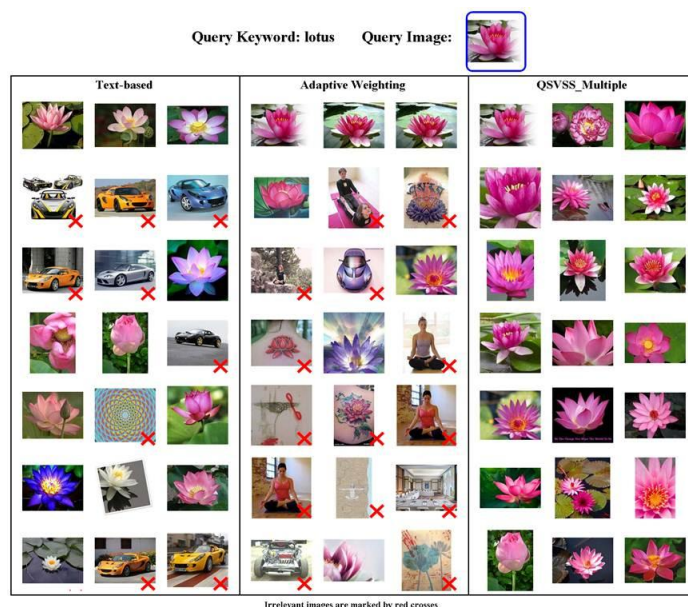 Query Keyword: lotus Query Image:
Text-based Adaptive Weighting QSVSS_Multiple
Irrelevant images are marked by red crosses